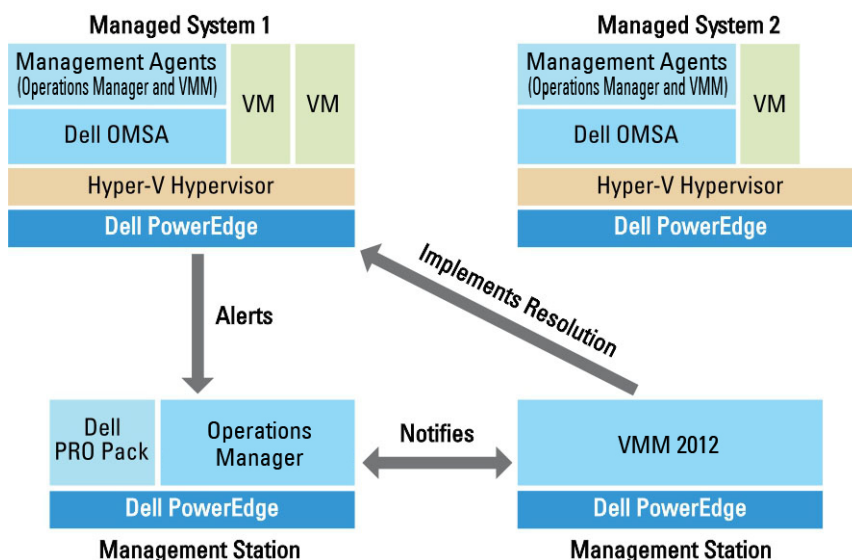 Managed System 1
Management Agents
(Operations Manager and VMM)
Dell OMSA
VM
VM
Hyper-V Hypervisor
Dell PowerEdge
Managed System 2
Management Agents
(Operations Manager and VMM)
Dell OMSA
VM
Hyper-V Hypervisor
Dell PowerEdge
Alerts
Implements Resolution
Dell
PRO Pack
Operations
Manager
Dell PowerEdge
Management Station
Notifies
VMM 2012
Dell PowerEdge
Management Station